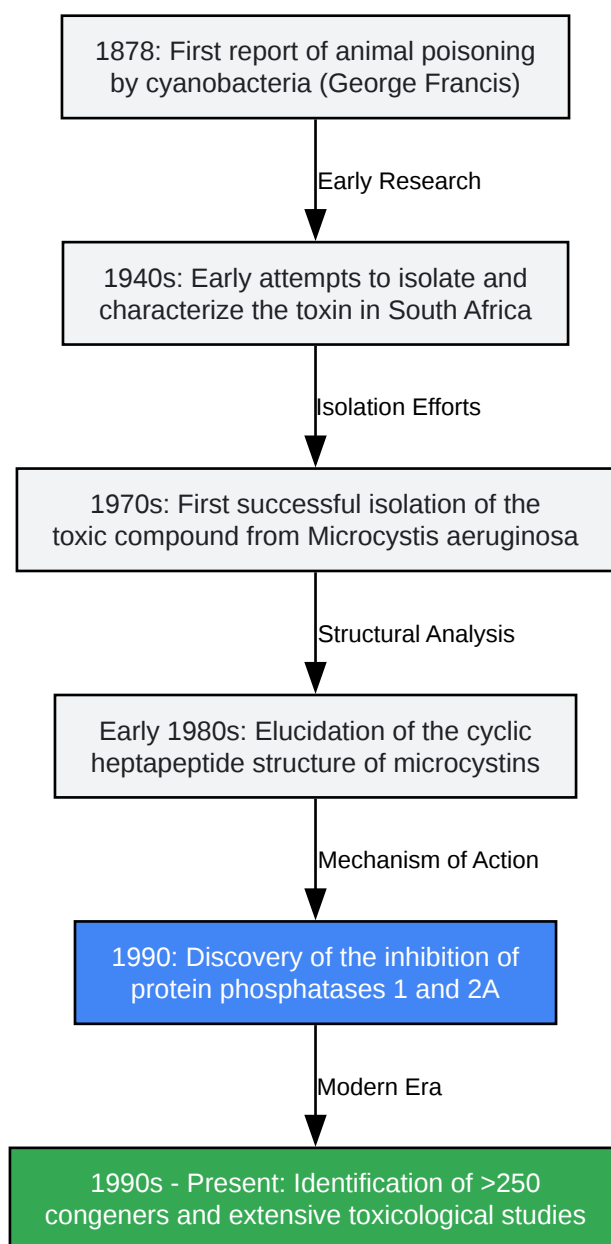 1878: First report of animal poisoning
by cyanobacteria (George Francis)
Early Research
1940s: Early attempts to isolate and
characterize the toxin in South Africa
Isolation Efforts
1970s: First successful isolation of the
toxic compound from Microcystis aeruginosa
Structural Analysis
Early 1980s: Elucidation of the cyclic
heptapeptide structure of microcystins
Mechanism of Action
1990: Discovery of the inhibition of
protein phosphatases 1 and 2A
Modern Era
1990s - Present: Identification of >250
congeners and extensive toxicological studies